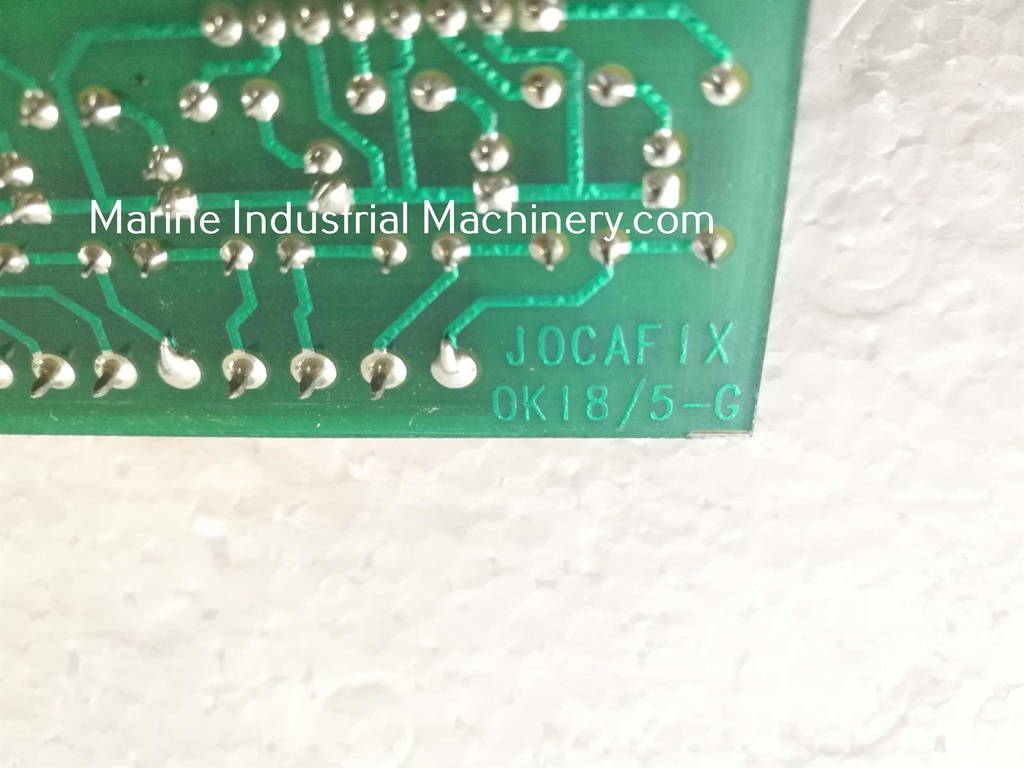 Marine Industrial Machinery.com
JOCAFIX
OK18/5-G